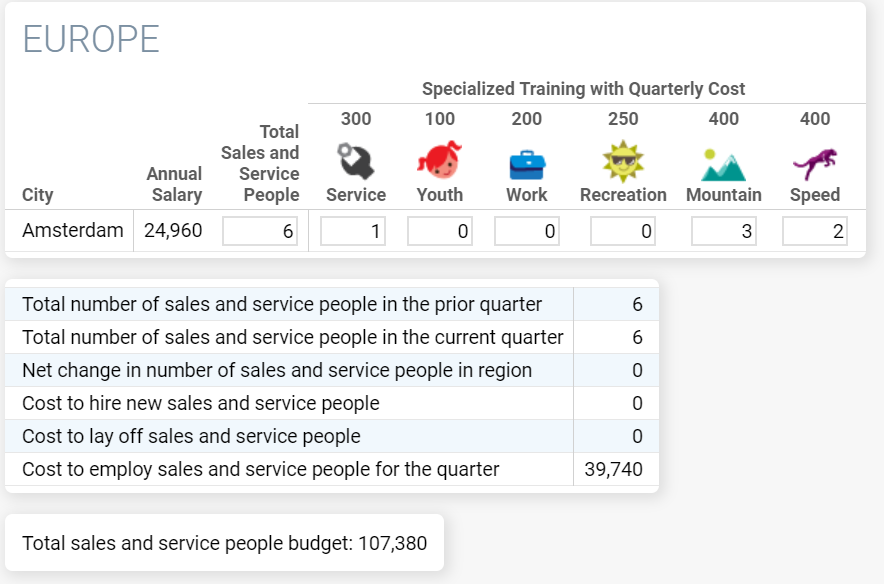 EUROPE
Specialized Training with Quarterly Cost
300 100 200 250 400 400
Total
Sales and
Annual Service
City Salary People Service Youth Work Recreation Mountain Speed
Amsterdam 24,960 6 1 0 0 0 3 2
Total number of sales and service people in the prior quarter 6
Total number of sales and service people in the current quarter 6
Net change in number of sales and service people in region 0
Cost to hire new sales and service people 0
Cost to lay off sales and service people 0
Cost to employ sales and service people for the quarter 39,740
Total sales and service people budget: 107,380